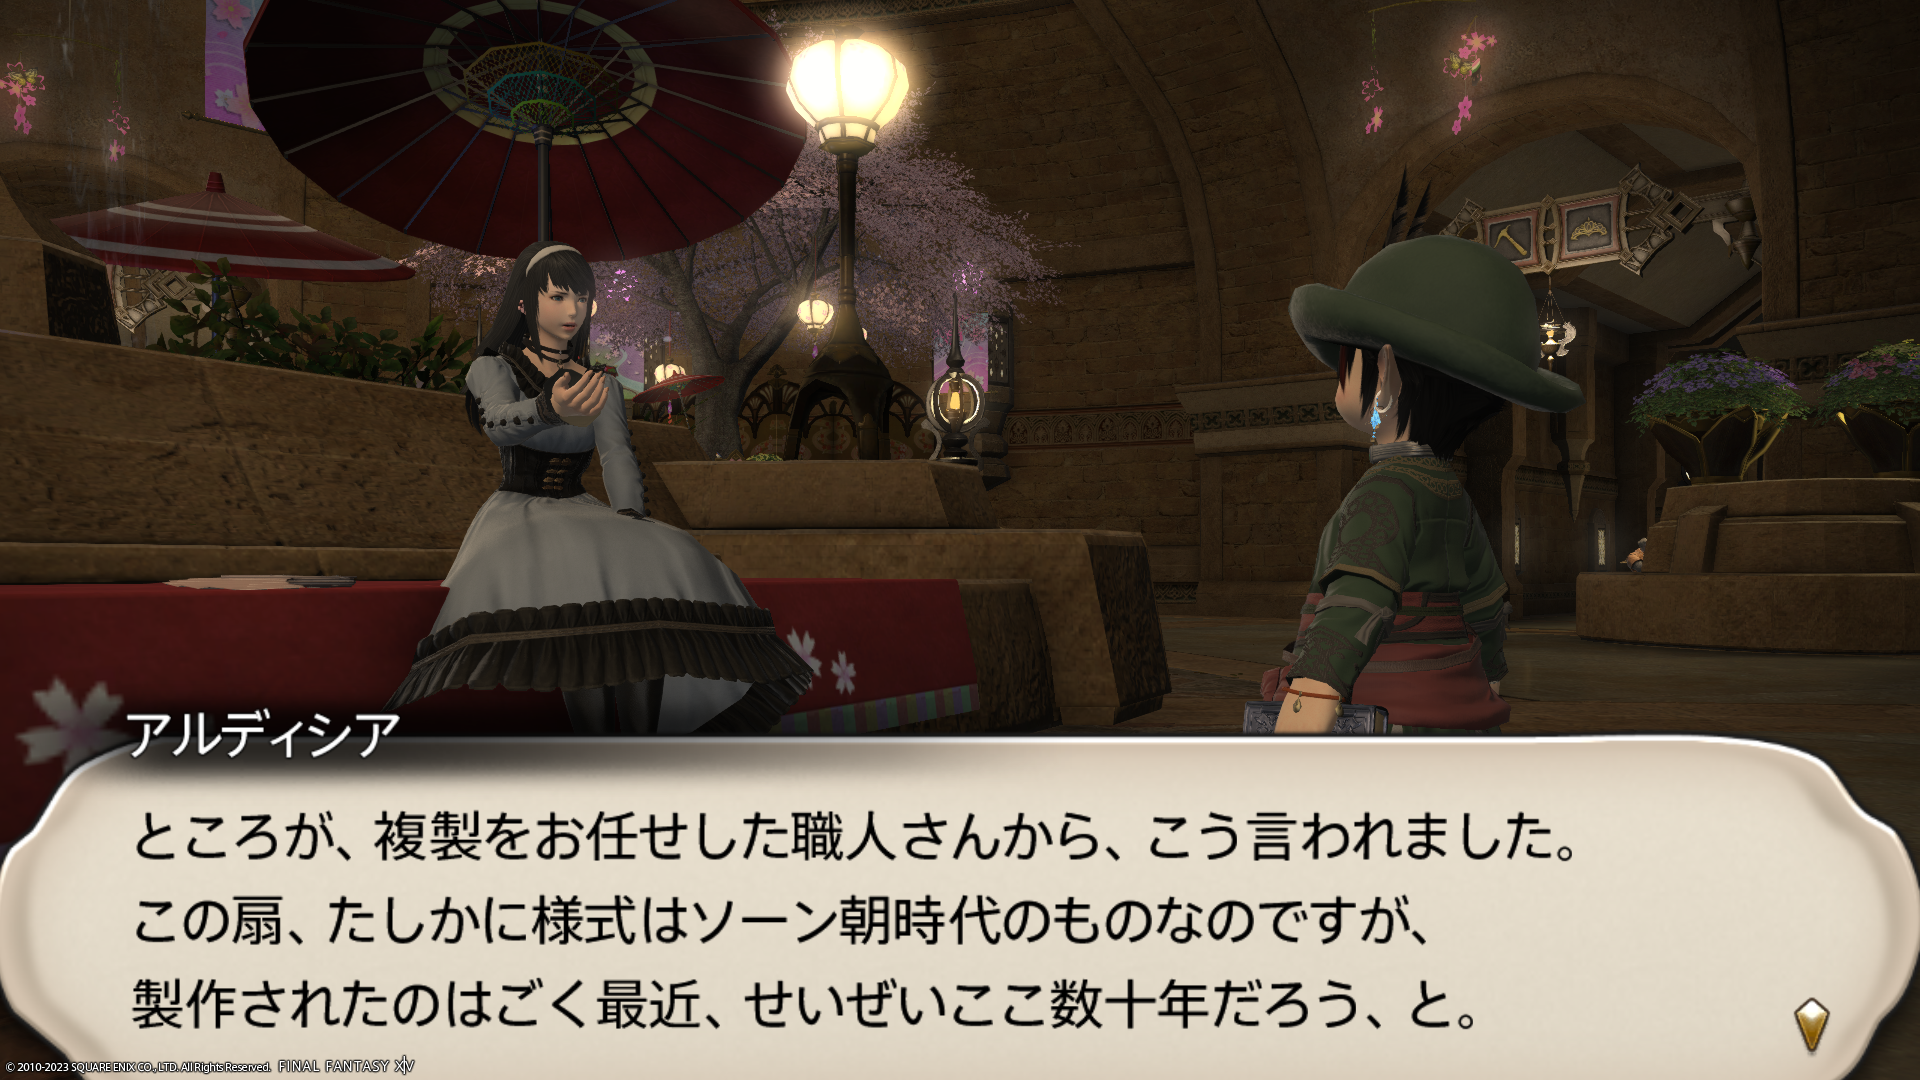 アルディシア
ところが、複製をお任せした職人さんから、こう言われました。
この扇、たしかに様式はソーン朝時代のものなのですが、
製作されたのはごく最近、せいぜいここ数十年だろう、と。
© 2010-2023 SQUARE ENIX CO., LTD. All Rights Reserved. FINAL FANTASY XIV